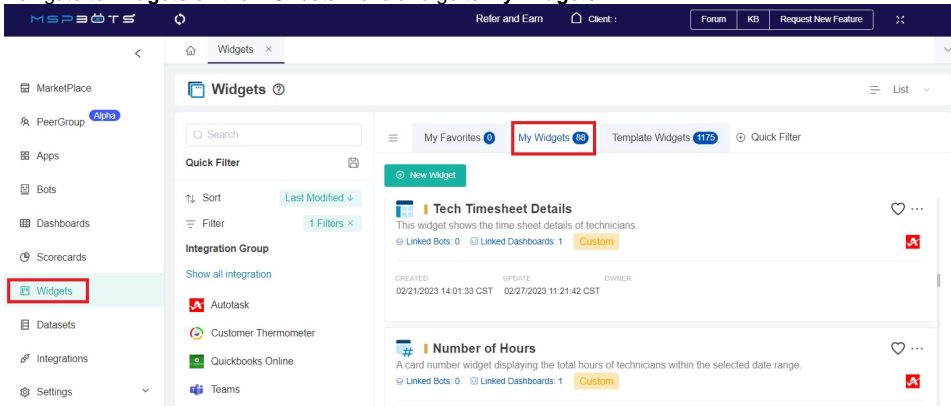 MSPBOTS
Refer and Earn
Client:
Forum
KB
Request New Feature
Widgets ×
MarketPlace
PeerGroup Alpha
Apps
Bots
Dashboards
Scorecards
Widgets
Datasets
Integrations
Settings
Widgets
List
Search
Quick Filter
Sort Last Modified ↓
Filter 1 Filters ×
Integration Group
Show all integration
Autotask
Customer Thermometer
Quickbooks Online
Teams
My Favorites 0
My Widgets 88
Template Widgets 1175
Quick Filter
New Widget
Tech Timesheet Details
This widget shows the time sheet details of technicians.
Linked Bots: 0 Linked Dashboards: 1 Custom
CREATED UPDATE OWNER
02/21/2023 14:01:33 CST 02/27/2023 11:21:42 CST
Number of Hours
A card number widget displaying the total hours of technicians within the selected date range.
Linked Bots: 0 Linked Dashboards: 1 Custom